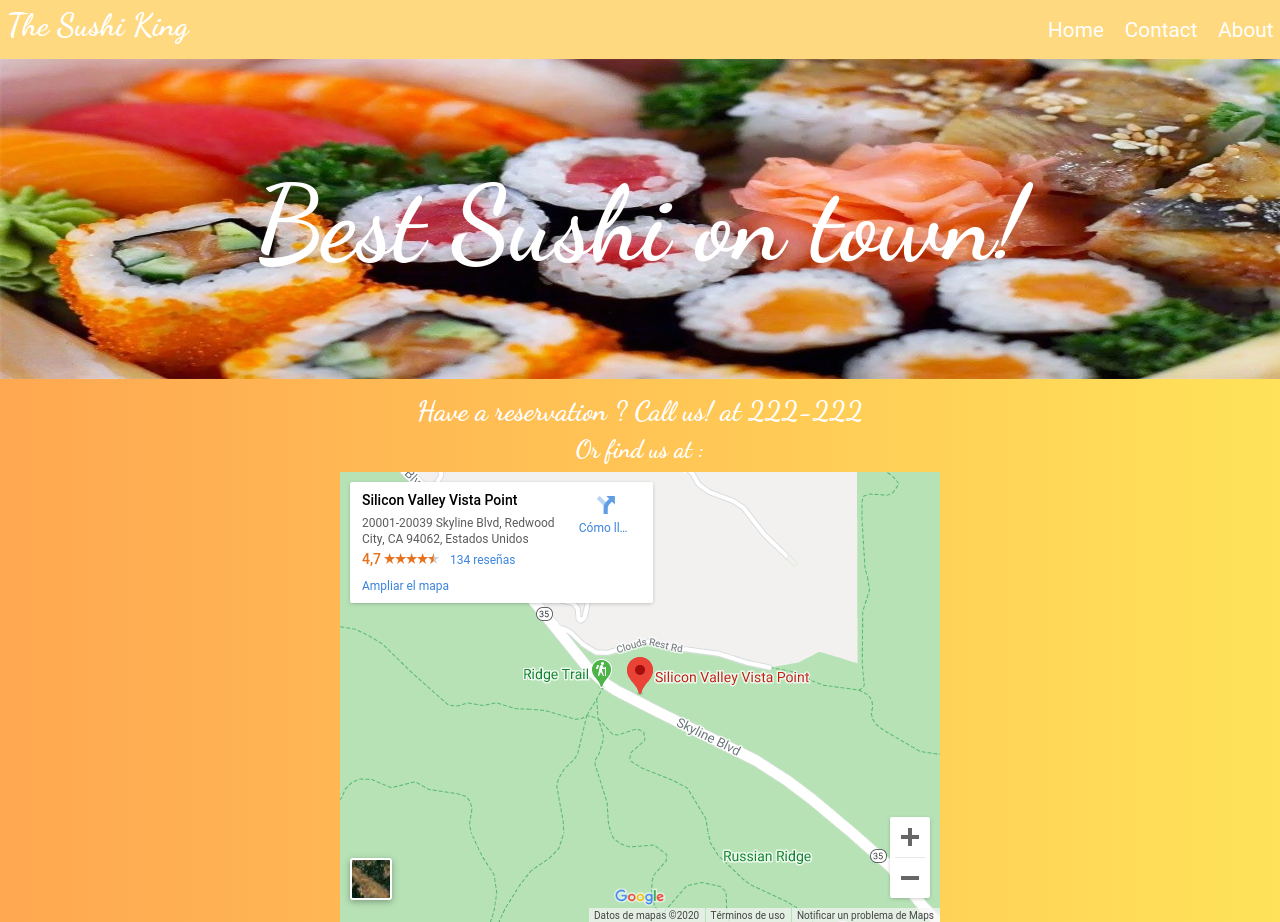 The Sushi King
Home Contact About
Best Sushi on town!
Have a reservation ? Call us! at 222-222
Or find us at :
Silicon Valley Vista Point
20001-20039 Skyline Blvd, Redwood
City, CA 94062, Estados Unidos
4,7 134 reseñas
Ampliar el mapa
Cómo ll...
35
Clouds Rest Rd
Ridge Trail
Silicon Valley Vista Point
Skyline Blvd
Russian Ridge
35
Google
Datos de mapas ©2020 Términos de uso Notificar un problema de Maps